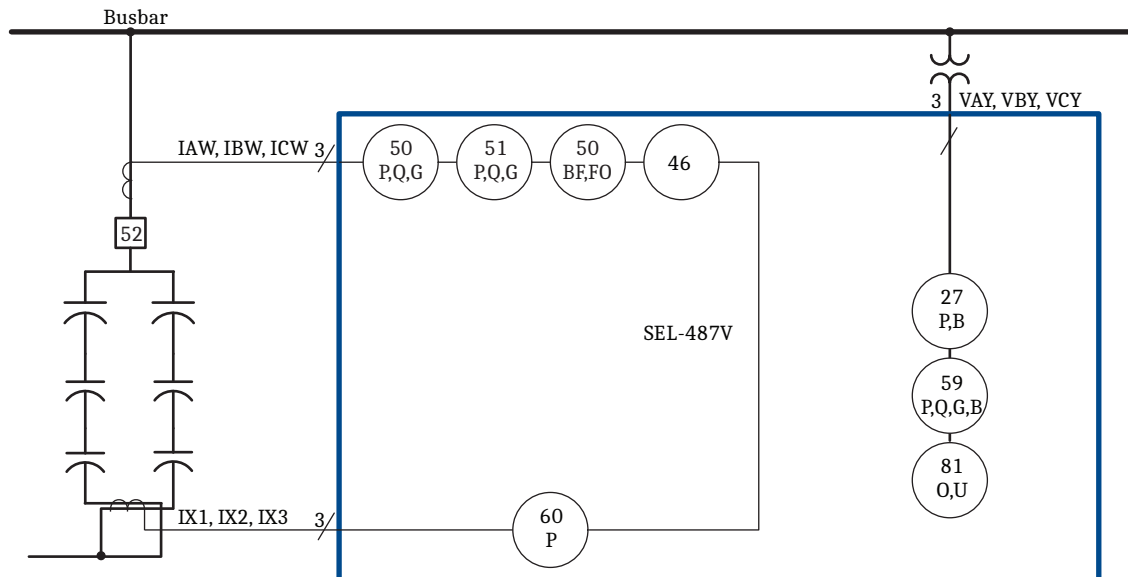 Busbar
3 VAY, VBY, VCY
IAW, IBW, ICW 3
50
P,Q,G
51
P,Q,G
50
BF,FO
46
52
27
P,B
SEL-487V
59
P,Q,G,B
81
O,U
IX1, IX2, IX3 3
60
P